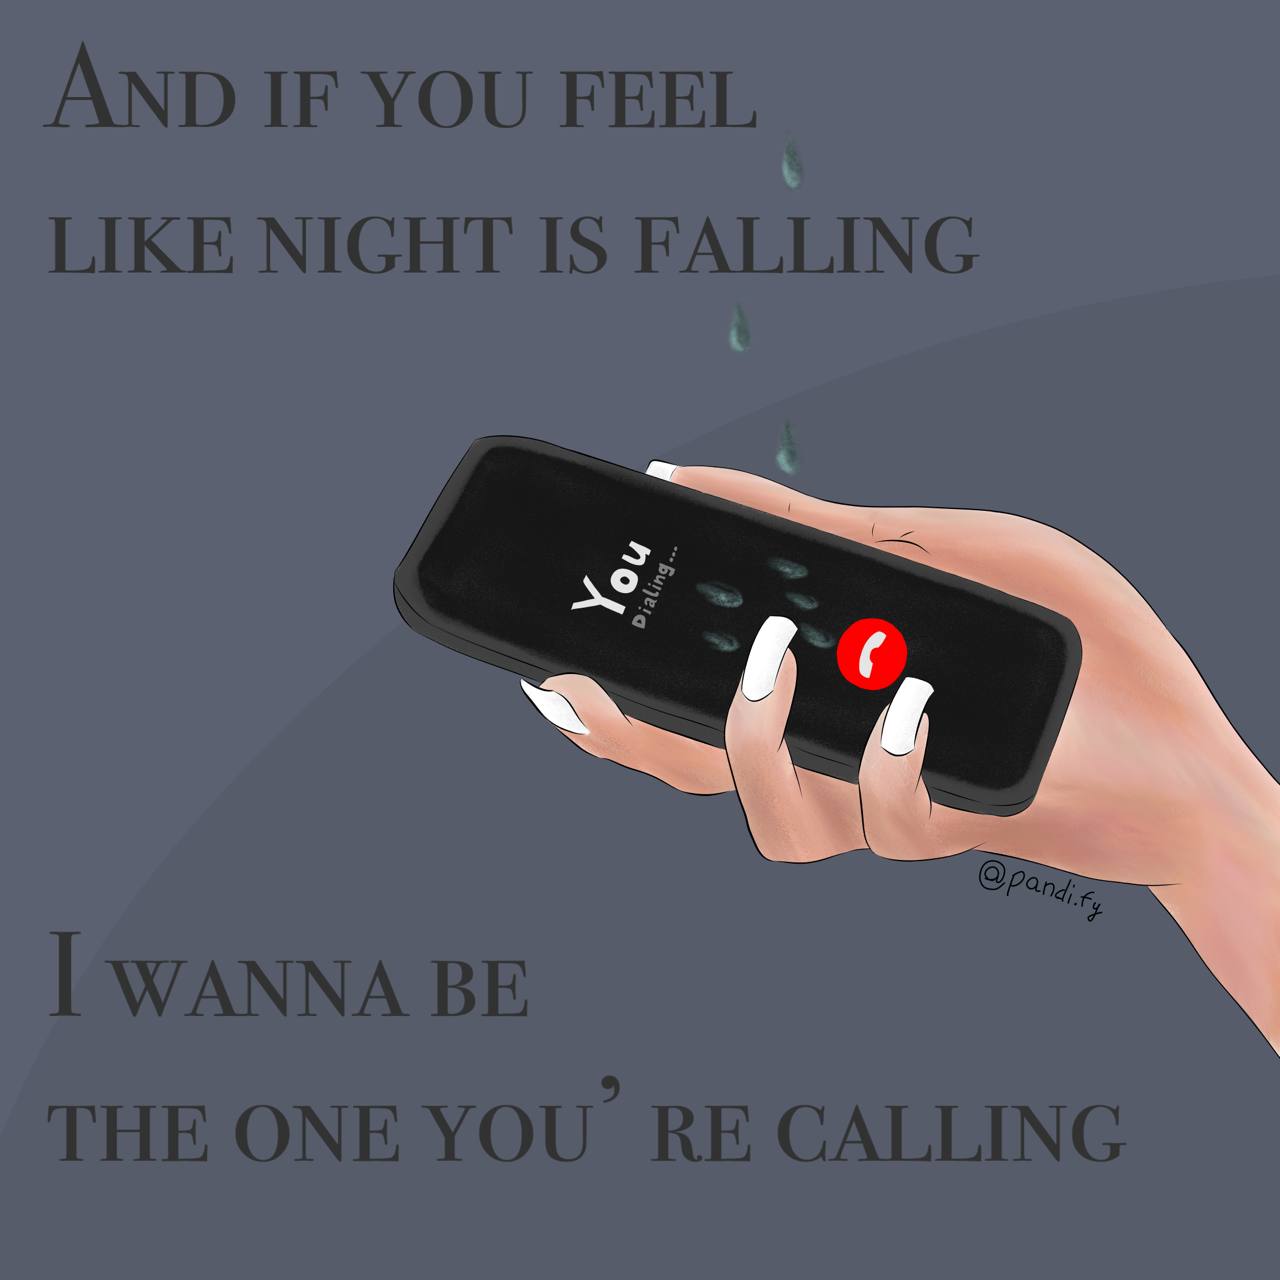 And if you feel
like night is falling
You
Dialing...
@pandi.fy
I wanna be
the one you’ re calling